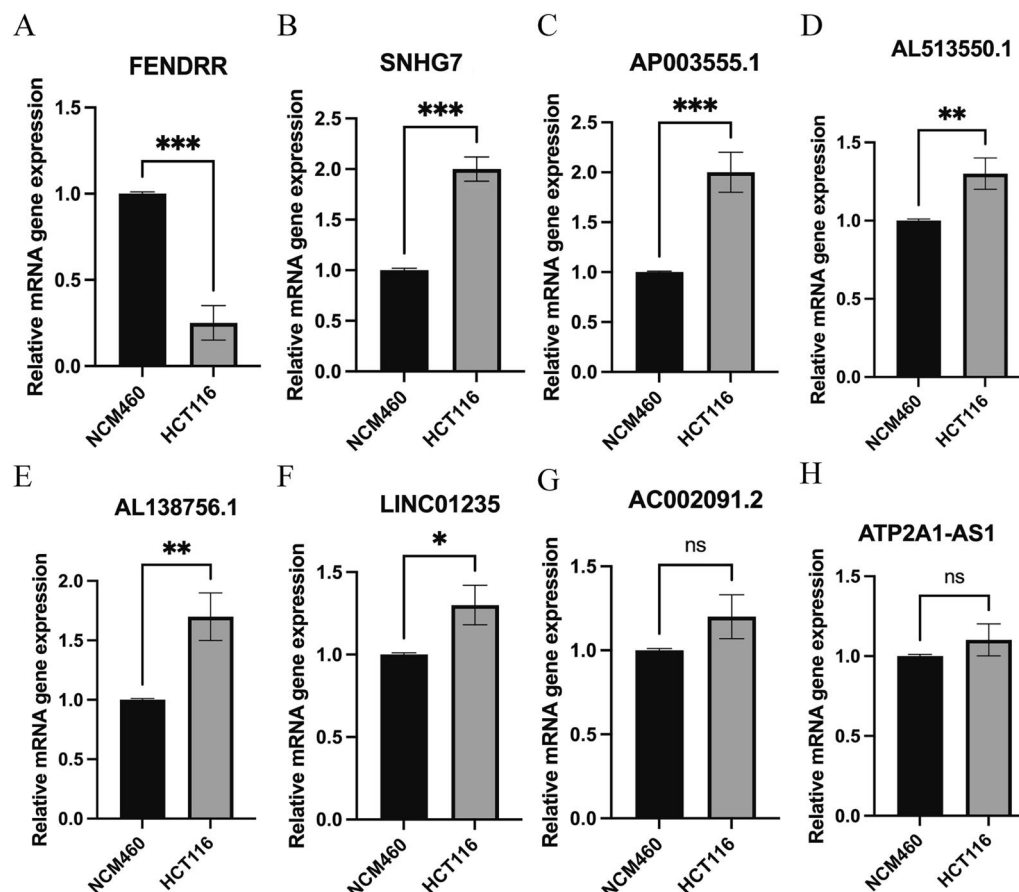 A
FENDRR
Relative mRNA gene expression
1.5
1.0
0.5
0.0
***
NCM460
HCT116
B
SNHG7
Relative mRNA gene expression
2.5
2.0
1.5
1.0
0.5
0.0
***
NCM460
HCT116
C
AP003555.1
Relative mRNA gene expression
2.5
2.0
1.5
1.0
0.5
0.0
***
NCM460
HCT116
D
AL513550.1
Relative mRNA gene expression
1.5
1.0
0.5
0.0
**
NCM460
HCT116
E
AL138756.1
Relative mRNA gene expression
2.0
1.5
1.0
0.5
0.0
**
NCM460
HCT116
F
LINC01235
Relative mRNA gene expression
1.5
1.0
0.5
0.0
*
NCM460
HCT116
G
AC002091.2
Relative mRNA gene expression
1.5
1.0
0.5
0.0
ns
NCM460
HCT116
H
ATP2A1-AS1
Relative mRNA gene expression
1.5
1.0
0.5
0.0
ns
NCM460
HCT116